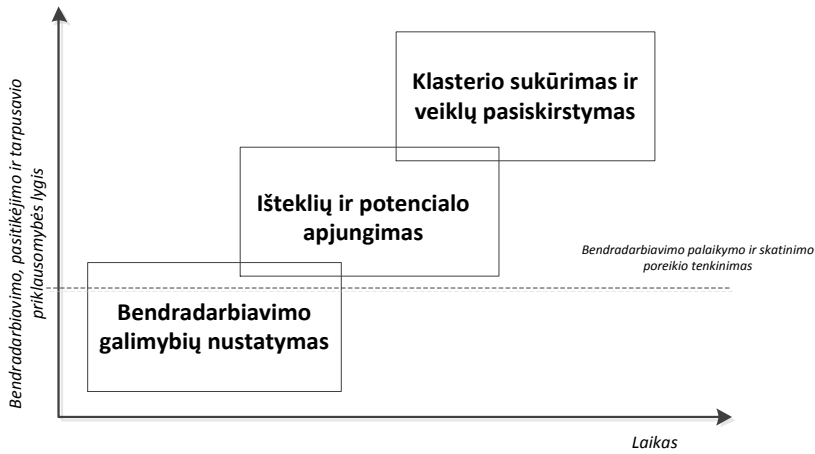 Bendradarbiavimo, pasitikėjimo ir tarpusavio
priklausomybės lygis
Klasterio sukūrimas ir
veiklų pasiskirstymas
Išteklių ir potencialo
apjungimas
Bendradarbiavimo palaikymo ir skatinimo
poreikio tenkinimas
Bendradarbiavimo
galimybių nustatymas
Laikas